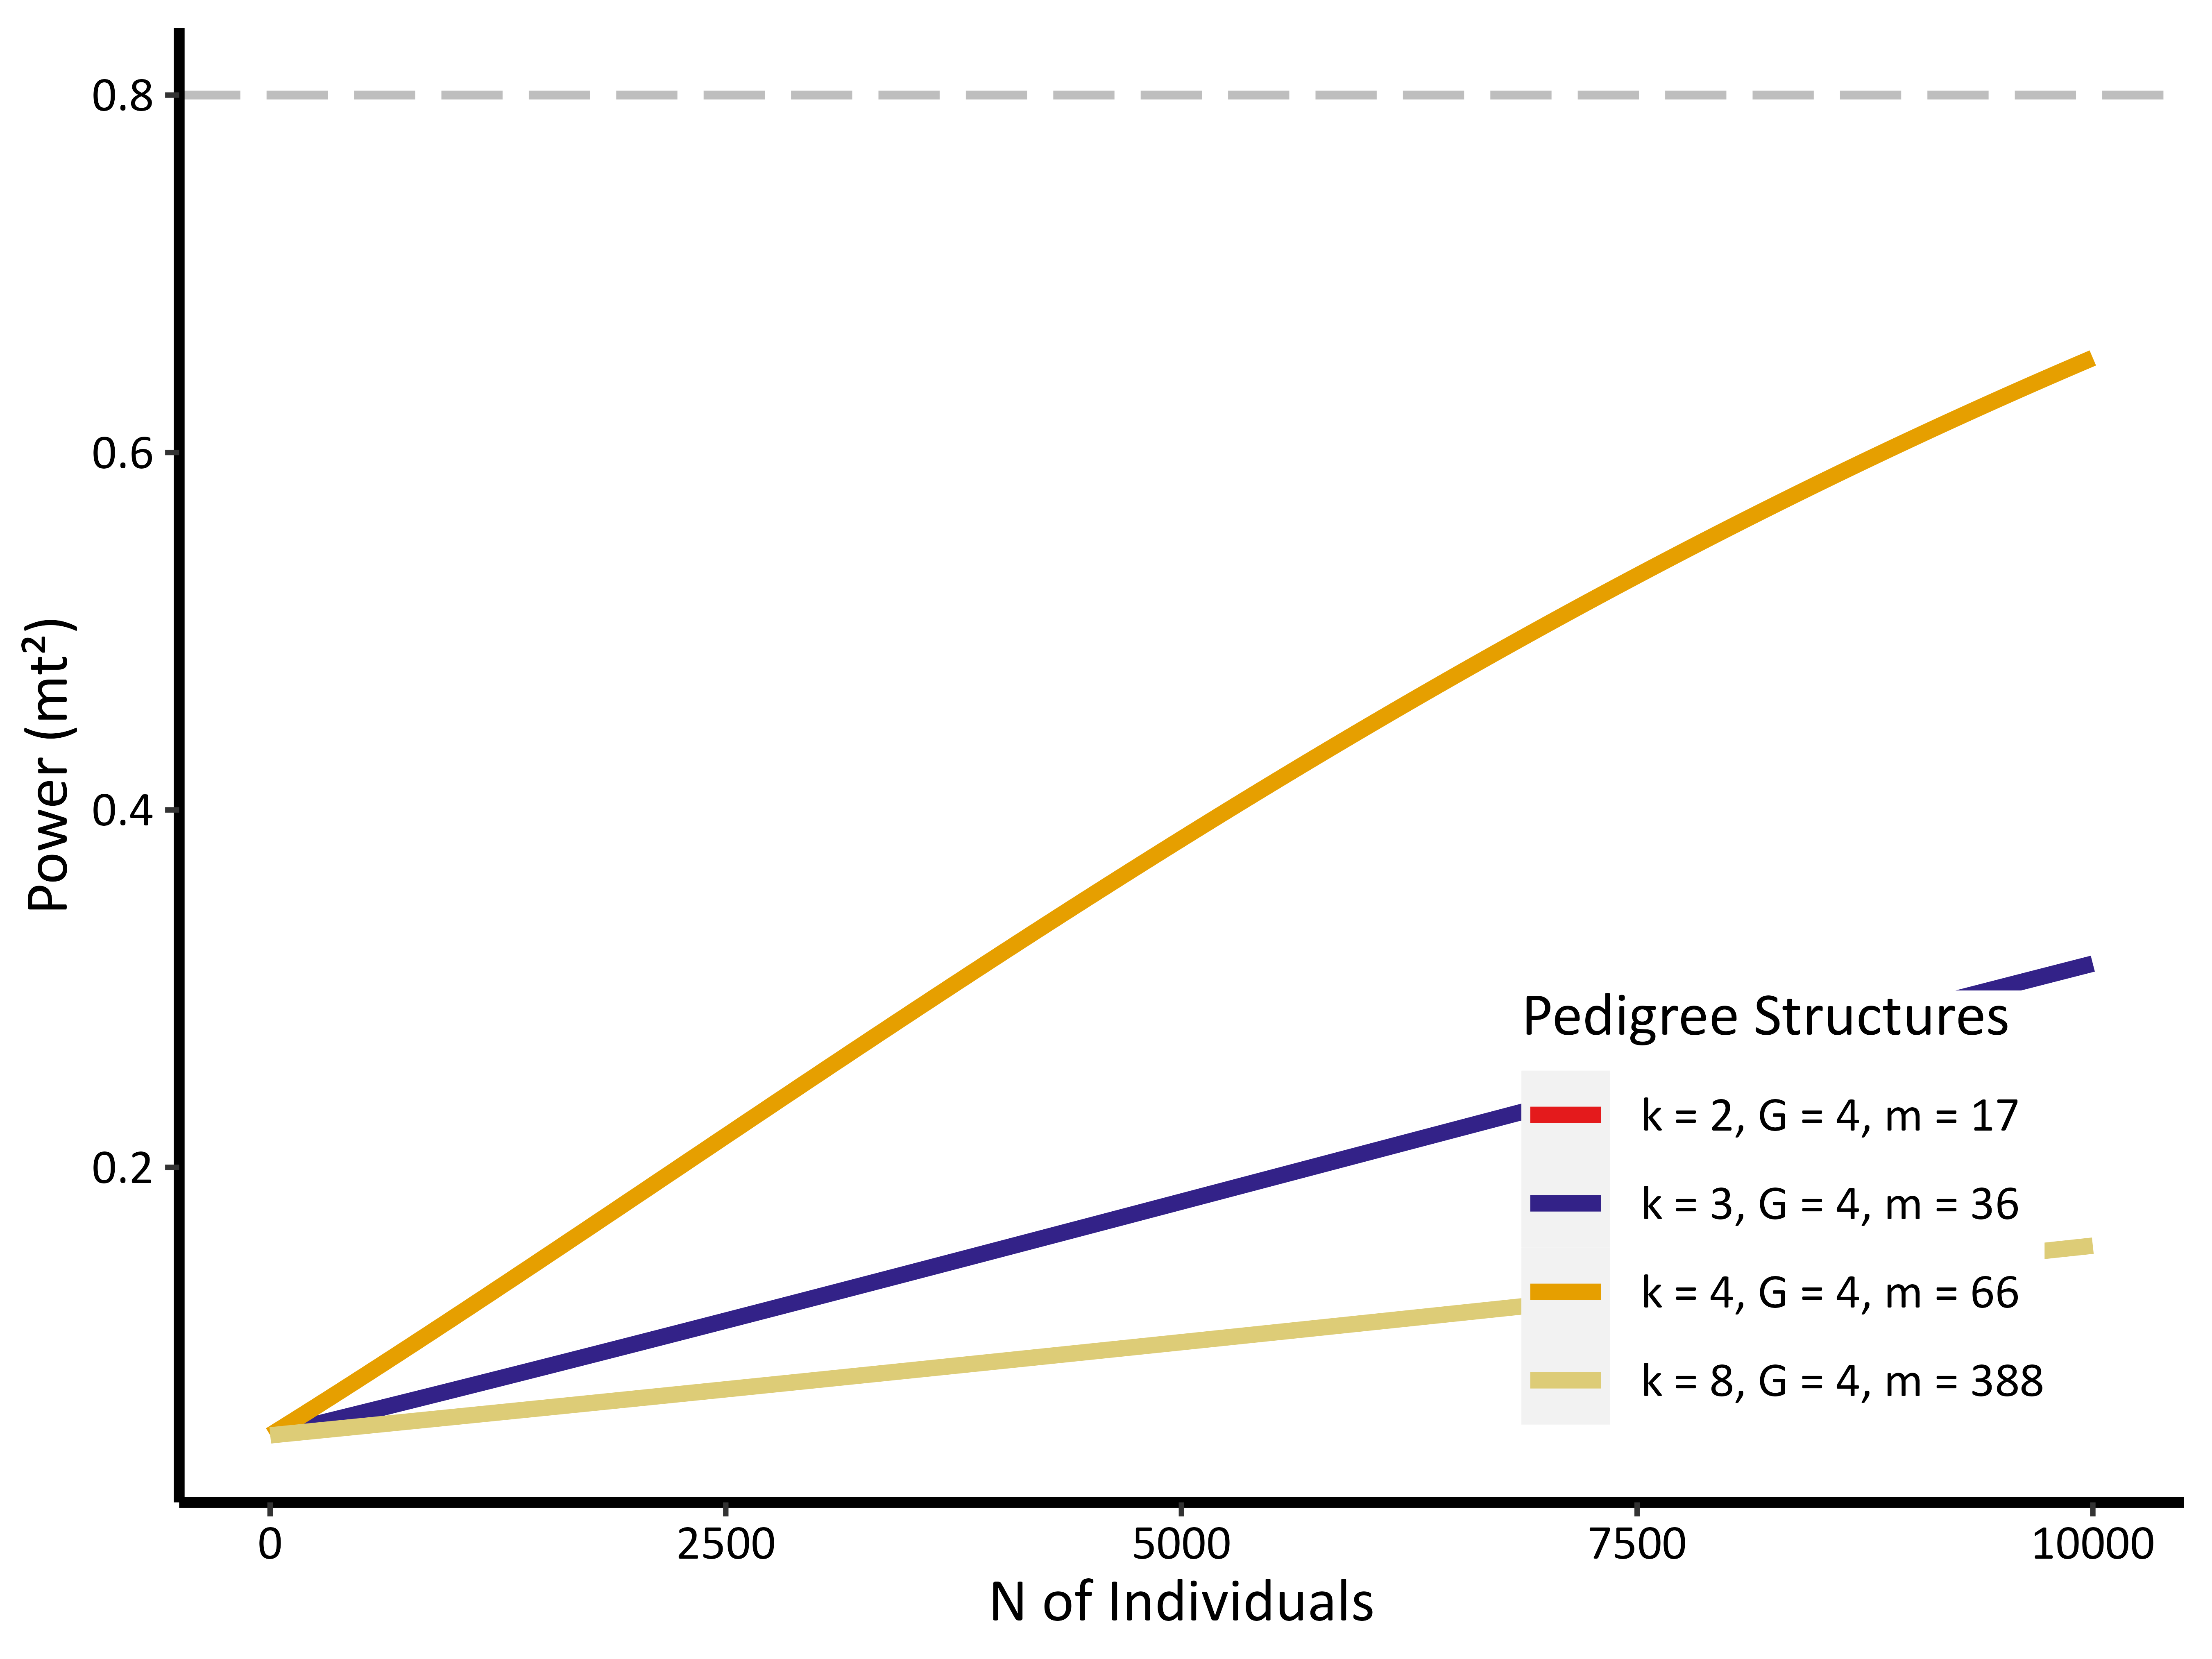 0.8
0.6
0.4
0.2
Power (mt²)
0
2500
5000
7500
10000
N of Individuals
Pedigree Structures
k = 2, G = 4, m = 17
k = 3, G = 4, m = 36
k = 4, G = 4, m = 66
k = 8, G = 4, m = 388